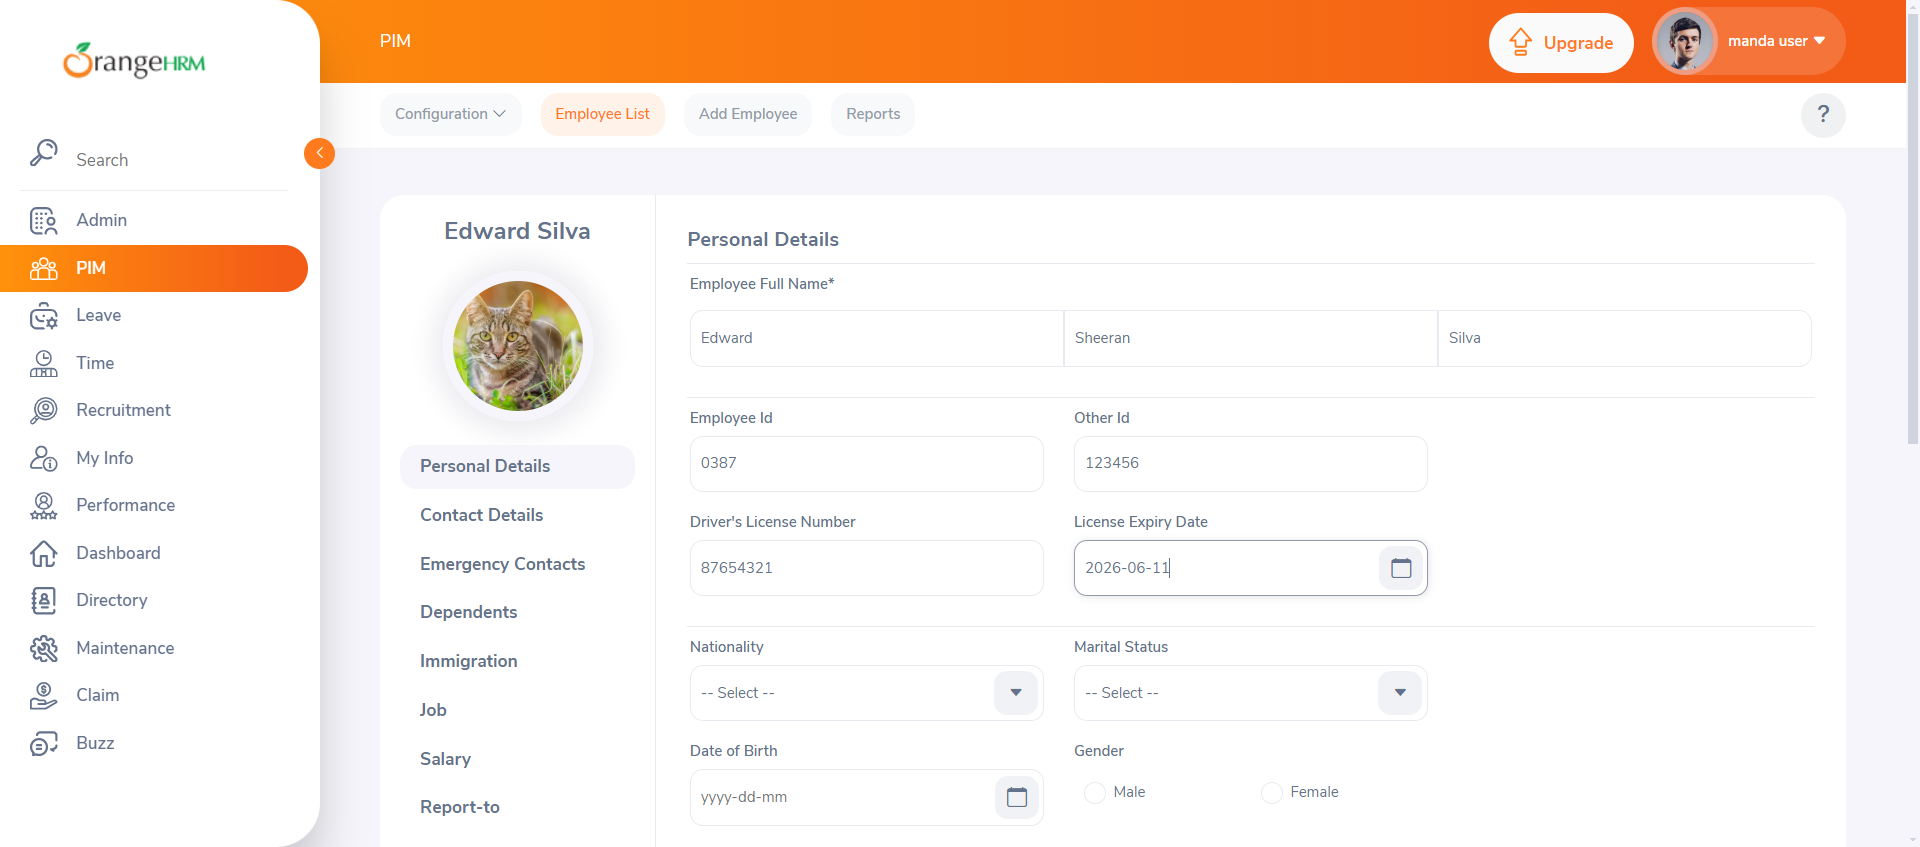 OrangeHRM
PIM
Upgrade
manda user
Configuration
Employee List
Add Employee
Reports
?
Search
Admin
PIM
Leave
Time
Recruitment
My Info
Performance
Dashboard
Directory
Maintenance
Claim
Buzz
Edward Silva
Personal Details
Contact Details
Emergency Contacts
Dependents
Immigration
Job
Salary
Report-to
Personal Details
Employee Full Name*
Edward
Sheeran
Silva
Employee Id
Other Id
0387
123456
Driver's License Number
License Expiry Date
87654321
2026-06-11
Nationality
Marital Status
-- Select --
-- Select --
Date of Birth
Gender
yyyy-dd-mm
Male
Female